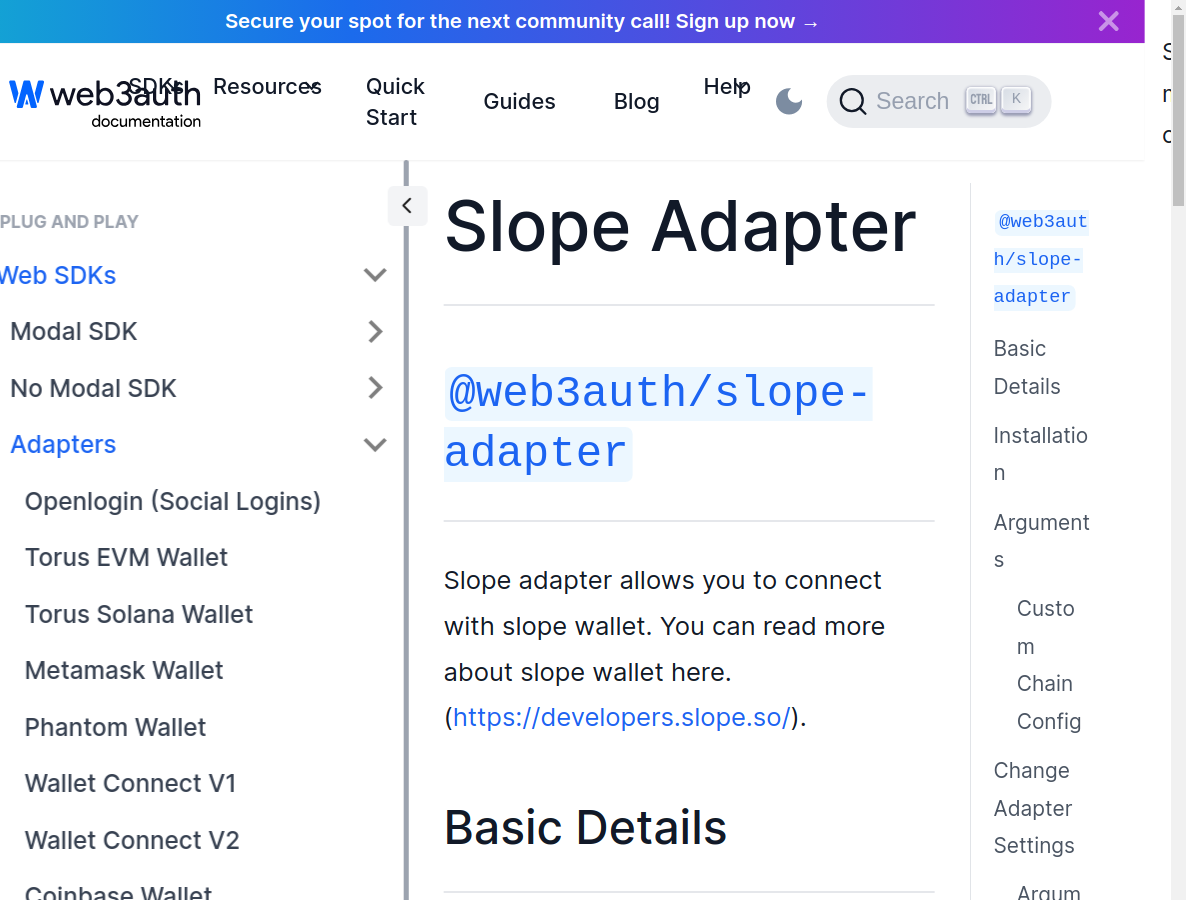 Secure your spot for the next community call! Sign up now →
web3auth
documentation
SDKs
Resources
Quick
Start
Guides
Blog
Help
Search
CTRL
K
PLUG AND PLAY
Web SDKs
Modal SDK
No Modal SDK
Adapters
Openlogin (Social Logins)
Torus EVM Wallet
Torus Solana Wallet
Metamask Wallet
Phantom Wallet
Wallet Connect V1
Wallet Connect V2
Coinbase Wallet
Slope Adapter
@web3auth/slope-
adapter
Slope adapter allows you to connect
with slope wallet. You can read more
about slope wallet here.
(https://developers.slope.so/).
Basic Details
@web3aut
h/slope-
adapter
Basic
Details
Installatio
n
Argument
s
Custo
m
Chain
Config
Change
Adapter
Settings
Argum